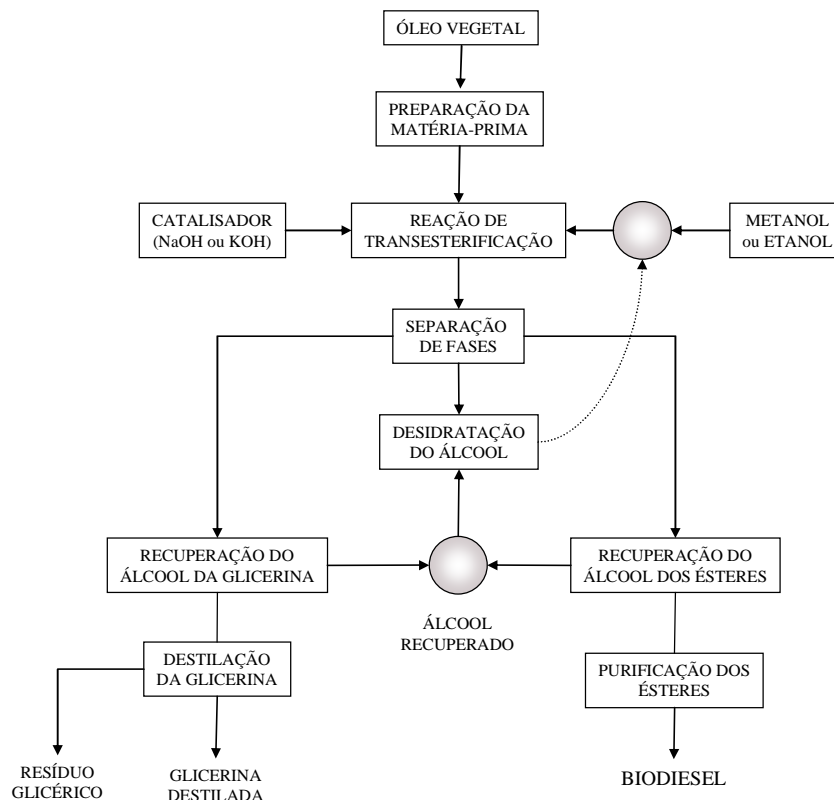 ÓLEO VEGETAL
PREPARAÇÃO DA
MATÉRIA-PRIMA
CATALISADOR
(NaOH ou KOH)
REAÇÃO DE
TRANSESTERIFICAÇÃO
METANOL
ou ETANOL
SEPARAÇÃO
DE FASES
DESIDRATAÇÃO
DO ÁLCOOL
RECUPERAÇÃO DO
ÁLCOOL DA GLICERINA
RECUPERAÇÃO DO
ÁLCOOL DOS ÉSTERES
ÁLCOOL
RECUPERADO
DESTILAÇÃO
DA GLICERINA
PURIFICAÇÃO DOS
ÉSTERES
RESÍDUO
GLICÉRICO
GLICERINA
DESTILADA
BIODIESEL